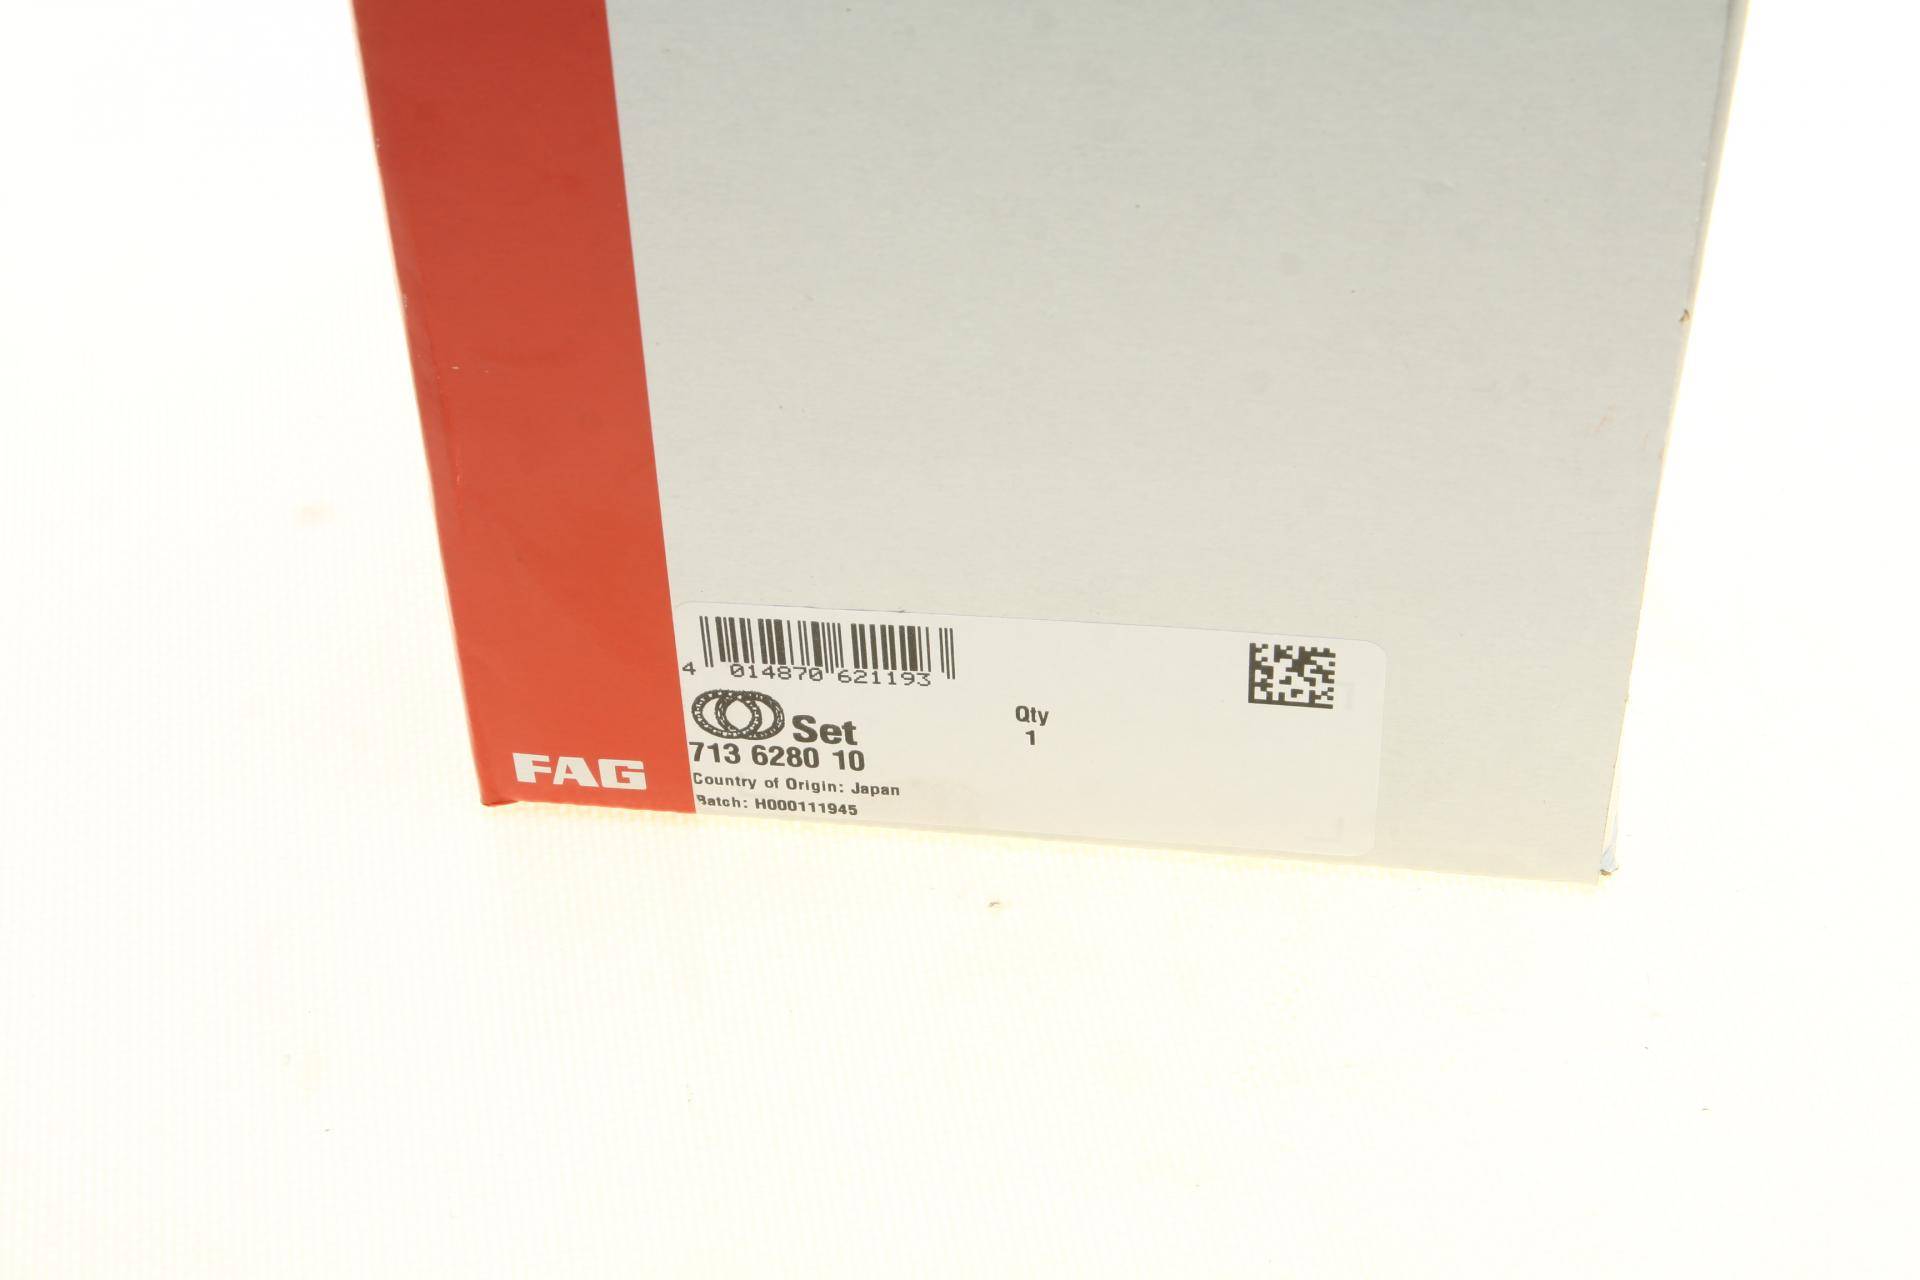 4 014870 621193
Set
Qty
1
713 6280 10
Country of Origin: Japan
Batch: H000111945
FAG